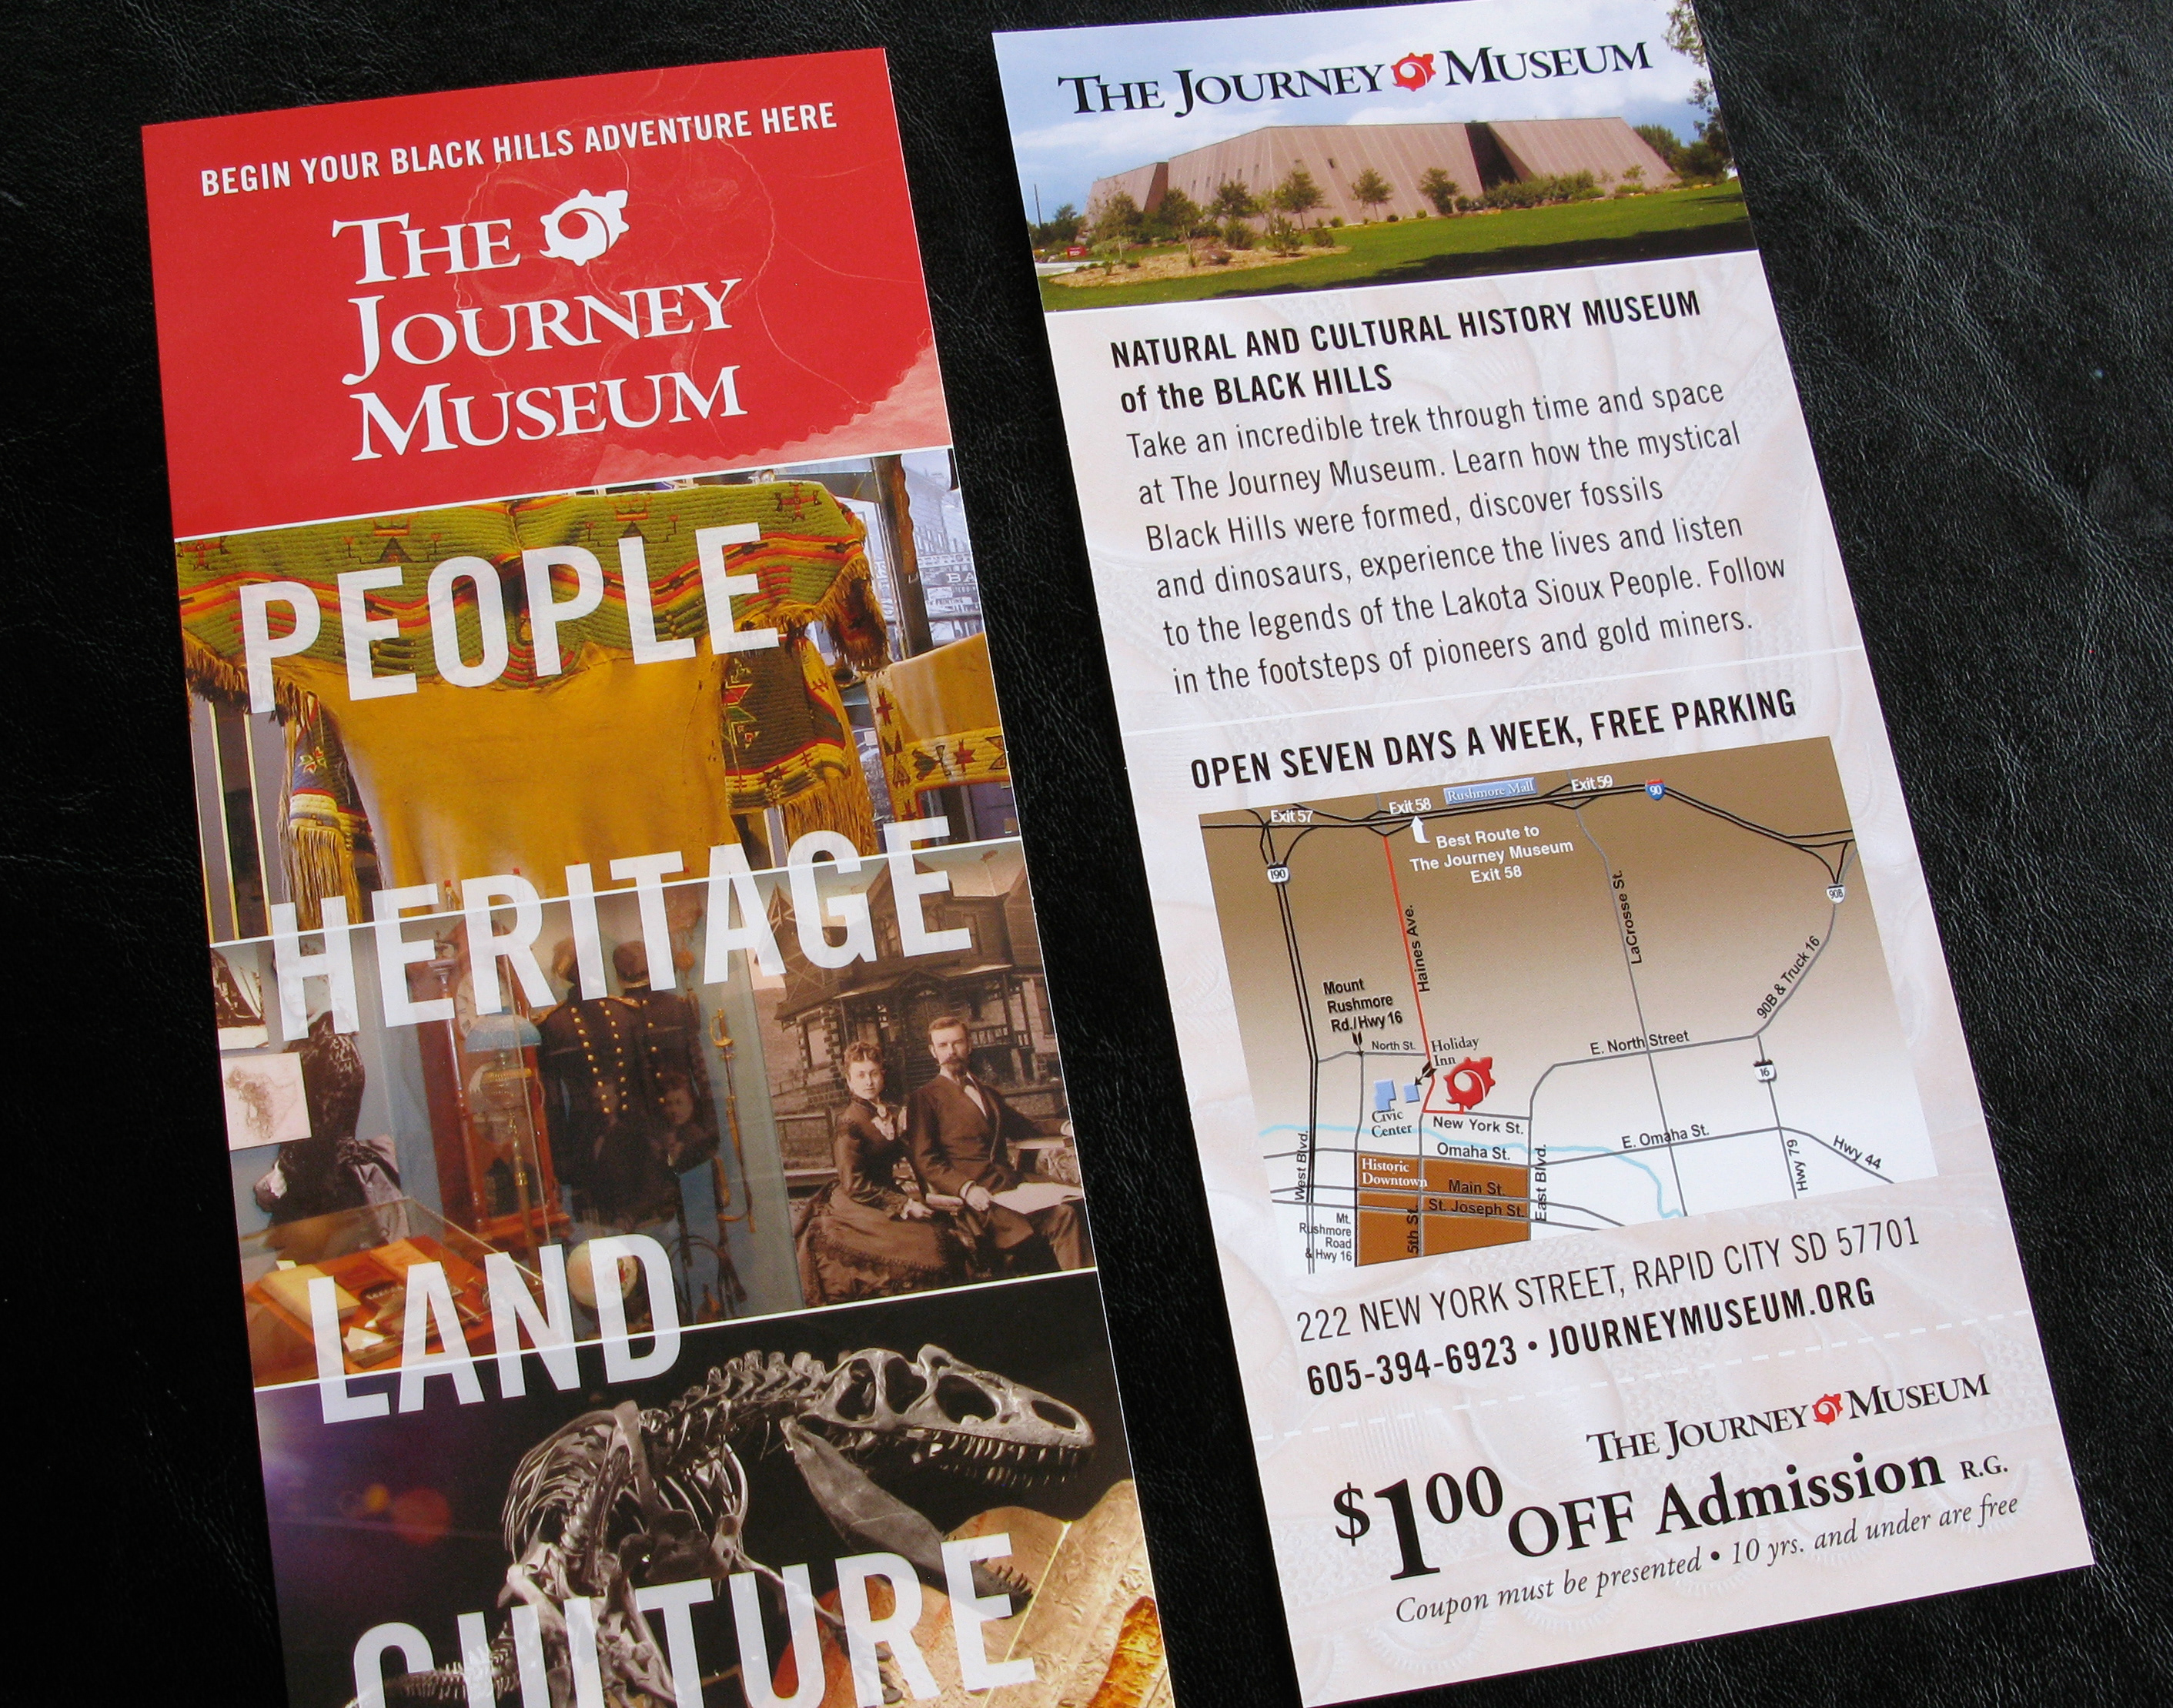 BEGIN YOUR BLACK HILLS ADVENTURE HERE
THE
JOURNEY
MUSEUM
PEOPLE
HERITAGE
LAND
CULTURE
THE JOURNEY MUSEUM
NATURAL AND CULTURAL HISTORY MUSEUM
of the BLACK HILLS
Take an incredible trek through time and space
at The Journey Museum. Learn how the mystical
Black Hills were formed, discover fossils
and dinosaurs, experience the lives and listen
to the legends of the Lakota Sioux People. Follow
in the footsteps of pioneers and gold miners.
OPEN SEVEN DAYS A WEEK, FREE PARKING
Exit 57
Exit 58
Rushmore Mall
Exit 59
90
Best Route to
The Journey Museum
Exit 58
190
90B
Haines Ave.
LaCrosse St.
90B & Truck 16
Mount
Rushmore
Rd./Hwy 16
North St.
Holiday
Inn
E. North Street
16
Civic
Center
New York St.
Omaha St.
E. Omaha St.
West Blvd.
East Blvd.
Hwy 79
Hwy 44
Historic
Downtown
Main St.
St. Joseph St.
5th St.
Mt.
Rushmore
Road
& Hwy 16
222 NEW YORK STREET, RAPID CITY SD 57701
605-394-6923 • JOURNEYMUSEUM.ORG
THE JOURNEY MUSEUM
$1.00 OFF Admission R.G.
Coupon must be presented • 10 yrs. and under are free